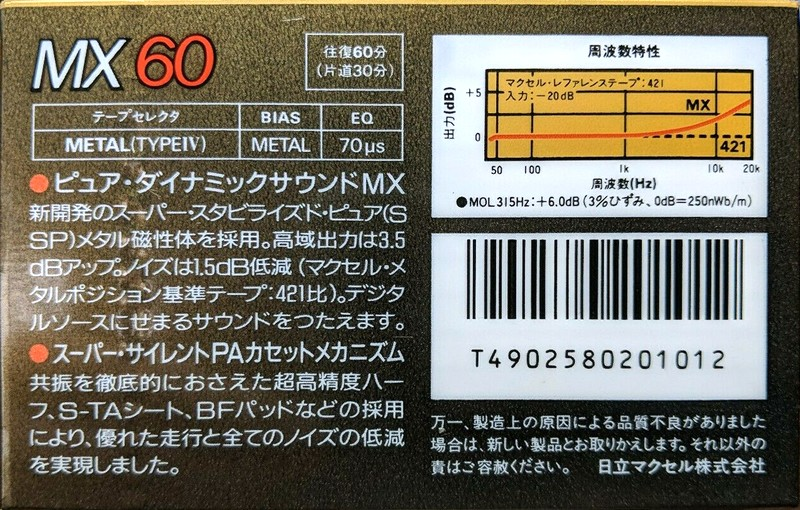 MX 60
往復60分
(片道30分)
テープセレクタ BIAS EQ
METAL(TYPEⅣ) METAL 70μs
●ピュア・ダイナミックサウンドMX
新開発のスーパー・スタビライズド・ピュア(S
SP)メタル磁性体を採用。高域出力は3.5
dBアップ。ノイズは1.5dB低減(マクセル・メ
タルポジション基準テープ:421比)。デジタ
ルソースにせまるサウンドをつたえます。
●スーパー・サイレントPAカセットメカニズム
共振を徹底的におさえた超高精度ハー
フ、S-TAシート、BFパッドなどの採用
により、優れた走行と全てのノイズの低減
を実現しました。
周波数特性
マクセル・レファレンステープ:421
入力:-20dB
出力(dB)
+5
0
MX
421
50 100 1k 10k 20k
周波数(Hz)
●MOL315Hz:+6.0dB(3%ひずみ、0dB=250nWb/m)
T4902580201012
万一、製造上の原因による品質不良がありました
場合は、新しい製品とお取りかえします。それ以外の
責はご容赦ください。 日立マクセル株式会社